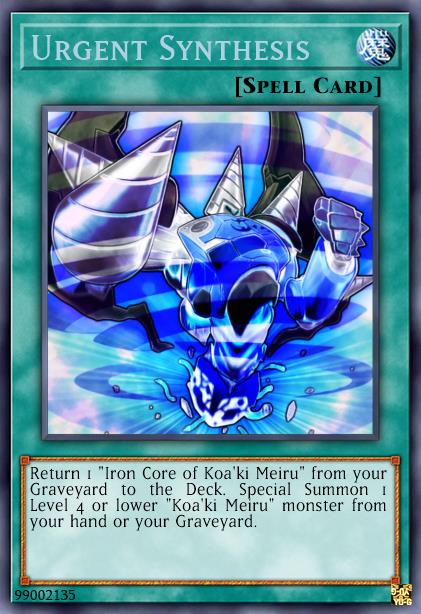 Urgent Synthesis
魔
[Spell Card]
Return 1 "Iron Core of Koa'ki Meiru" from your
Graveyard to the Deck. Special Summon 1
Level 4 or lower "Koa'ki Meiru" monster from
your hand or your Graveyard.
99002135